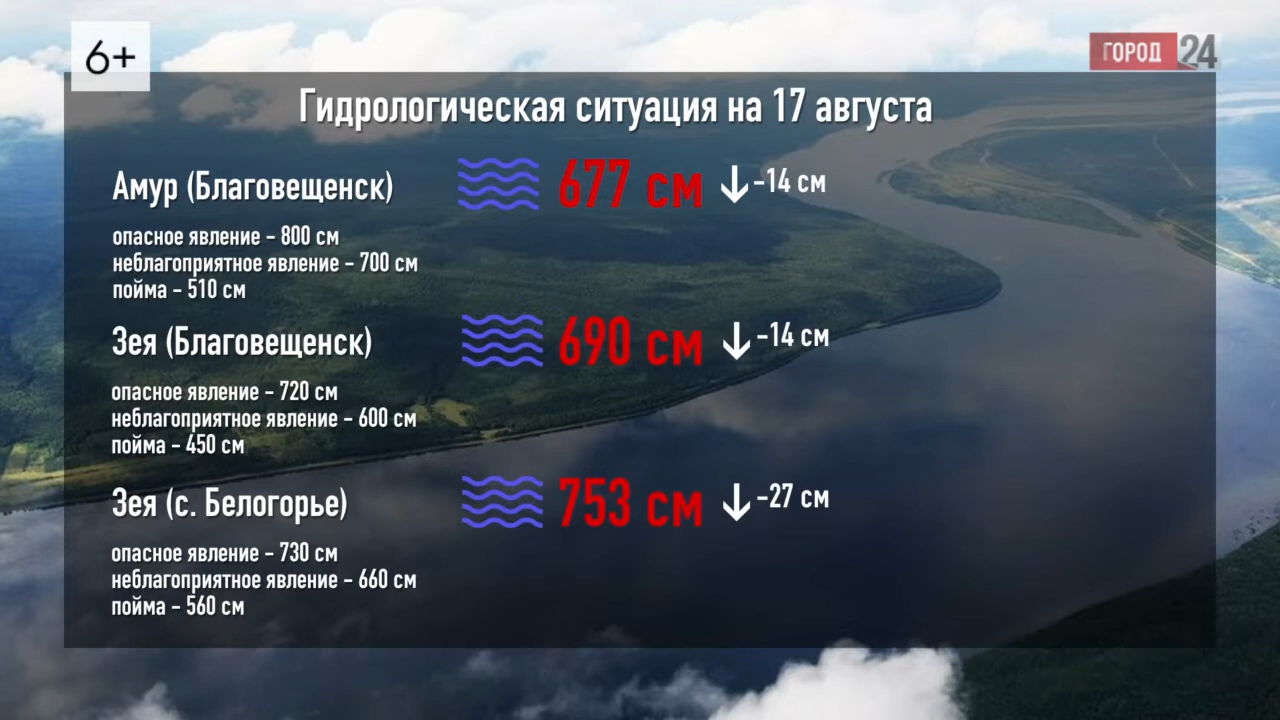 6+
ГОРОД 24
Гидрологическая ситуация на 17 августа
Амур (Благовещенск) 677 см -14 см
опасное явление - 800 см
неблагоприятное явление - 700 см
пойма - 510 см
Зея (Благовещенск) 690 см -14 см
опасное явление - 720 см
неблагоприятное явление - 600 см
пойма - 450 см
Зея (с. Белогорье) 753 см -27 см
опасное явление - 730 см
неблагоприятное явление - 660 см
пойма - 560 см